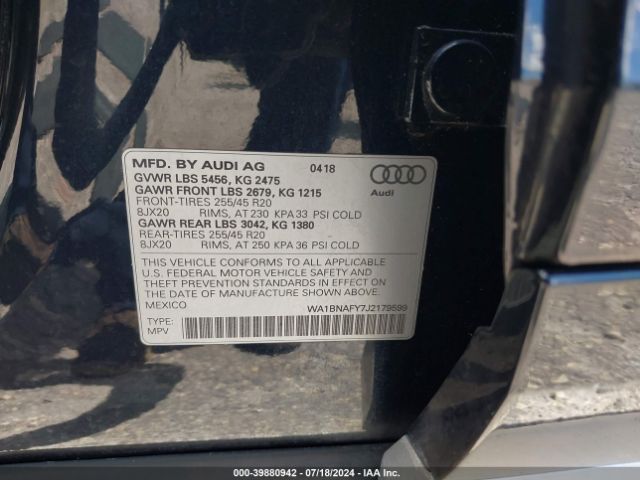 MFD. BY AUDI AG 0418
GVWR LBS 5456, KG 2475
GAWR FRONT LBS 2679, KG 1215
FRONT-TIRES 255/45 R20
8JX20 RIMS, AT 230 KPA 33 PSI COLD
GAWR REAR LBS 3042, KG 1380
REAR-TIRES 255/45 R20
8JX20 RIMS, AT 250 KPA 36 PSI COLD
Audi
THIS VEHICLE CONFORMS TO ALL APPLICABLE
U.S. FEDERAL MOTOR VEHICLE SAFETY AND
THEFT PREVENTION STANDARDS IN EFFECT ON
THE DATE OF MANUFACTURE SHOWN ABOVE.
MEXICO WA1BNAFY7J2179599
TYPE:
MPV
STOCK: 39880942 / 07/18/2024 / IAA Inc.